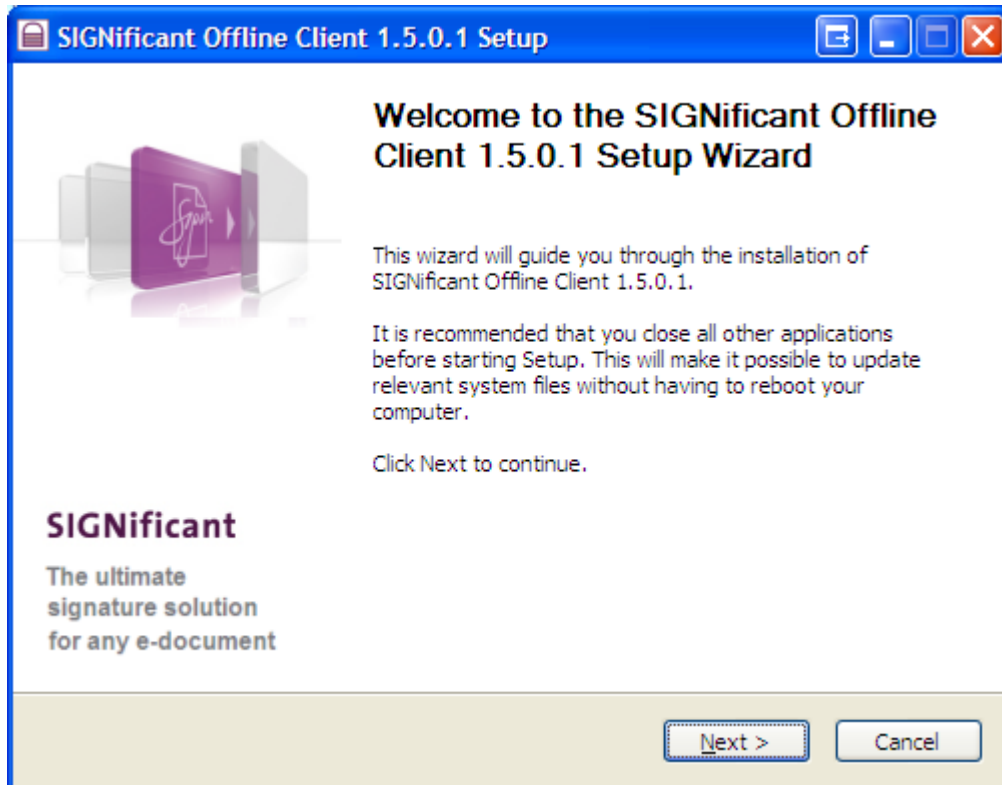 SIGNificant Offline Client 1.5.0.1 Setup
Welcome to the SIGNificant Offline
Client 1.5.0.1 Setup Wizard
This wizard will guide you through the installation of
SIGNificant Offline Client 1.5.0.1.
It is recommended that you close all other applications
before starting Setup. This will make it possible to update
relevant system files without having to reboot your
computer.
Click Next to continue.
SIGNificant
The ultimate
signature solution
for any e-document
Next >
Cancel